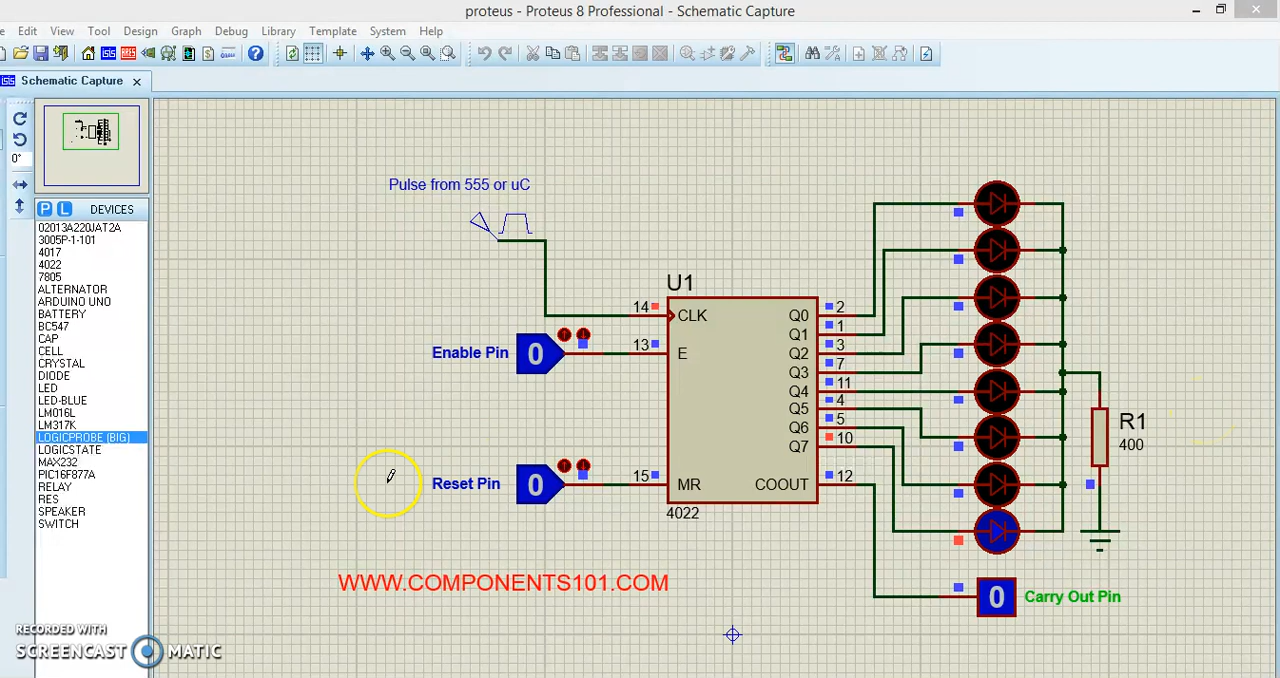 proteus - Proteus 8 Professional - Schematic Capture
Edit View Tool Design Graph Debug Library Template System Help
Schematic Capture
0°
P L DEVICES
02013A220JAT2A
3005P-1-101
4017
4022
7805
ALTERNATOR
ARDUINO UNO
BATTERY
BC547
CAP
CELL
CRYSTAL
DIODE
LED
LED-BLUE
LM016L
LM317K
LOGICPROBE (BIG)
LOGICSTATE
MAX232
PIC16F877A
RELAY
RES
SPEAKER
SWITCH
Pulse from 555 or uC
U1
14 CLK
Enable Pin 0 13 E
Reset Pin 0 15 MR
Q0 2
Q1 1
Q2 3
Q3 7
Q4 11
Q5 4
Q6 5
Q7 10
COOUT 12
4022
R1
400
0 Carry Out Pin
WWW.COMPONENTS101.COM
RECORDED WITH
SCREENCAST MATIC